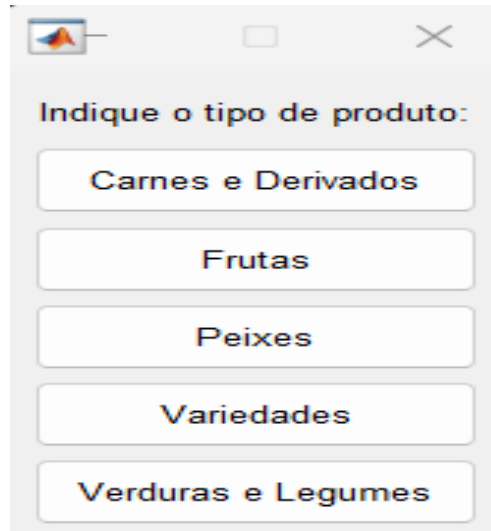 Indique o tipo de produto:
Carnes e Derivados
Frutas
Peixes
Variedades
Verduras e Legumes